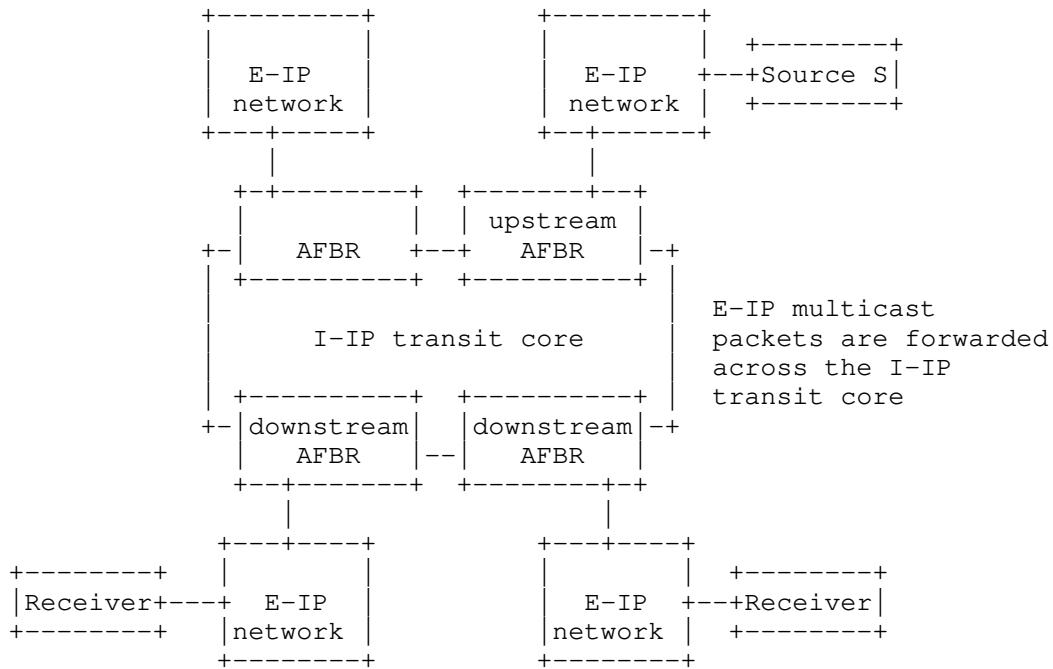 E-IP
network
E-IP
network
Source S
AFBR
upstream
AFBR
I-IP transit core
E-IP multicast
packets are forwarded
across the I-IP
transit core
downstream
AFBR
downstream
AFBR
Receiver
E-IP
network
E-IP
network
Receiver